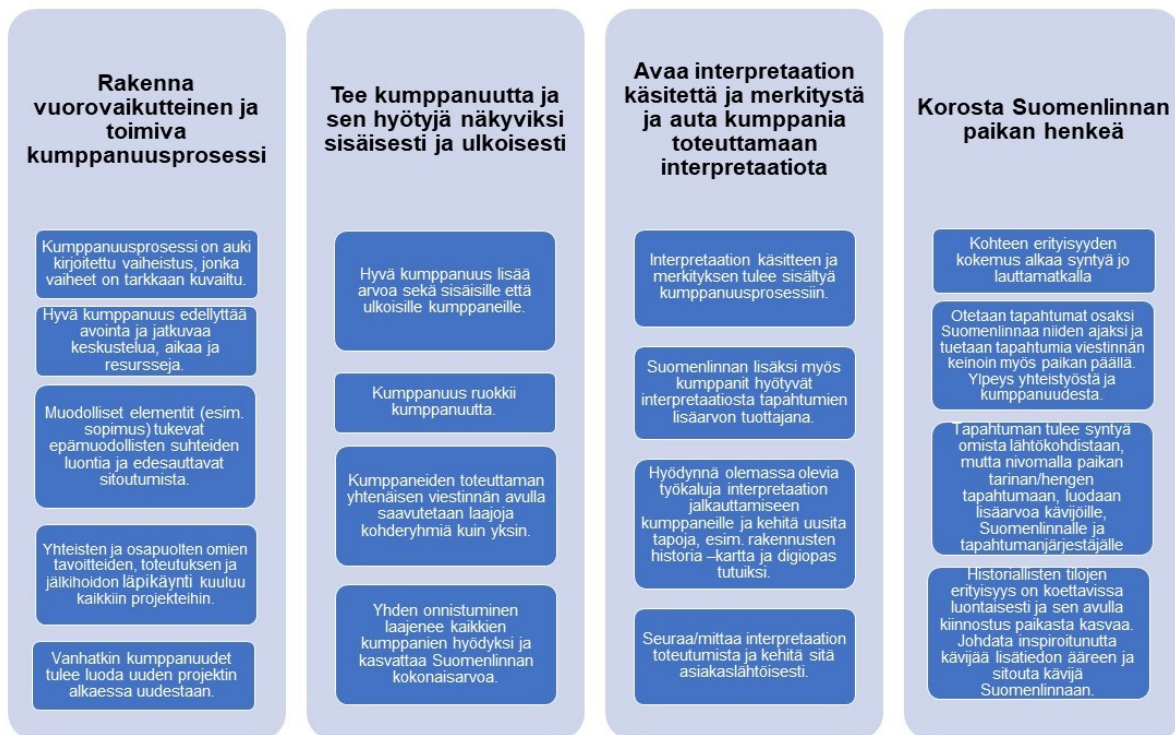 Rakenna
vuorovaikutteinen ja
toimiva
kumppanuusprosessi
Kumppanuusprosessi on auki
kirjoitettu vaiheistus, jonka
vaiheet on tarkkaan kuvailtu.
Hyvä kumppanuus edellyttää
avointa ja jatkuvaa
keskustelua, aikaa ja
resursseja.
Muodolliset elementit (esim.
sopimus) tukevat
epämuodollisten suhteiden
luontia ja edesauttavat
sitoutumista.
Yhteisten ja osapuolten omien
tavoitteiden, toteutuksen ja
jälkihoidon läpikäynti kuuluu
kaikkiin projekteihin.
Vanhatkin kumppanuudet
tulee luoda uuden projektin
alkaessa uudestaan.
Tee kumppanuutta ja
sen hyötyjä näkyviksi
sisäisesti ja ulkoisesti
Hyvä kumppanuus lisää
arvoa sekä sisäisille että
ulkoisille kumppaneille.
Kumppanuus ruokkii
kumppanuutta.
Kumppaneiden toteuttaman
yhtenäisen viestinnän avulla
saavutetaan laajoja
kohderyhmiä kuin yksin.
Yhden onnistuminen
laajenee kaikkien
kumppanien hyödyksi ja
kasvattaa Suomenlinnan
kokonaisarvoa.
Avaa interpretaation
käsitettä ja merkitystä
ja auta kumppania
toteuttamaan
interpretaatiota
Interpretaation käsitteen ja
merkityksen tulee sisältyä
kumppanuusprosessiin.
Suomenlinnan lisäksi myös
kumppanit hyötyvät
interpretaatiosta tapahtumien
lisäarvon tuottajana.
Hyödynnä olemassa olevia
työkaluja interpretaation
jalkauttamiseen
kumppaneille ja kehitä uusita
tapoja, esim. rakennusten
historia –kartta ja digiopas
tutuiksi.
Seuraa/mittaa interpretaation
toteutumista ja kehitä sitä
asiakaslähtöisesti.
Korosta Suomenlinnan
paikan henkeä
Kohteen erityisyyden
kokemus alkaa syntyä jo
lauttamatkalla
Otetaan tapahtumat osaksi
Suomenlinnaa niiden ajaksi ja
tuetaan tapahtumia viestinnän
keinoin myös paikan päällä.
Ylpeys yhteistyöstä ja
kumppanuudesta.
Tapahtuman tulee syntyä
omista lähtökohdistaan,
mutta nivomalla paikan
tarinan/hengen
tapahtumaan, luodaan
lisäarvoa kävijöille,
Suomenlinnalle ja
tapahtumanjärjestäjälle
Historiallisten tilojen
erityisyys on koettavissa
luontaisesti ja sen avulla
kiinnostus paikasta kasvaa.
Johdata inspiroitunutta
kävijää lisätiedon ääreen ja
sitouta kävijä
Suomenlinnaan.